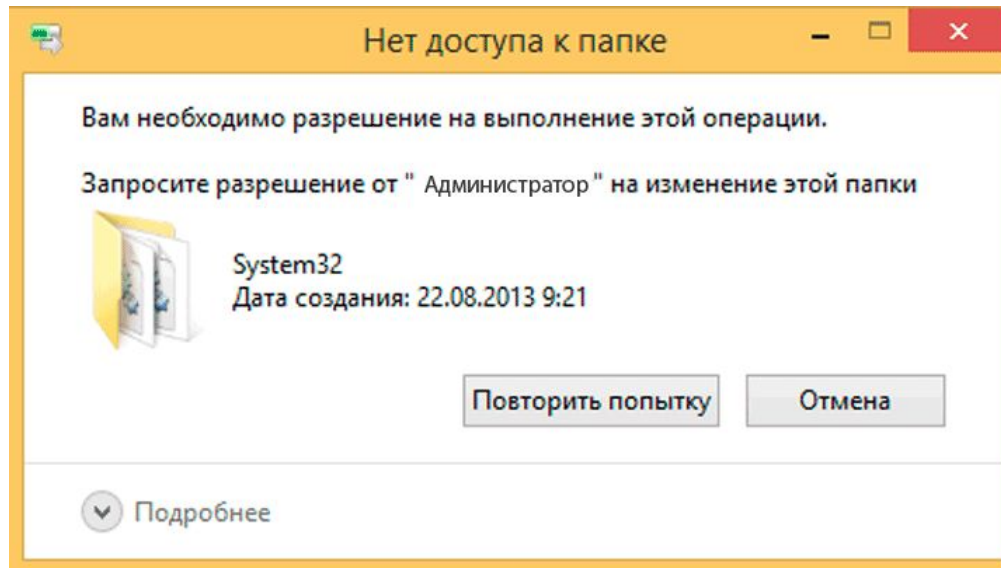 Нет доступа к папке
Вам необходимо разрешение на выполнение этой операции.
Запросите разрешение от " Администратор " на изменение этой папки
System32
Дата создания: 22.08.2013 9:21
Повторить попытку Отмена
Подробнее